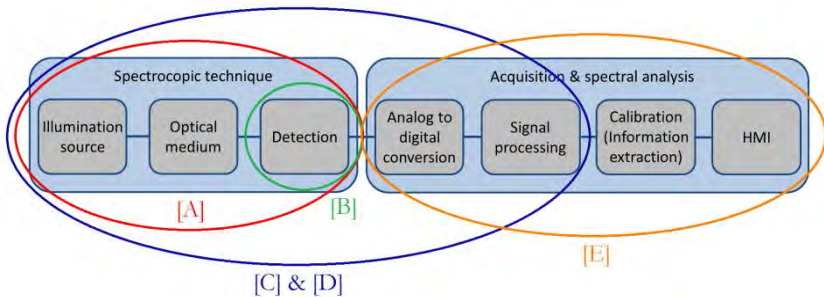 Spectrocopic technique
Acquisition & spectral analysis
Illumination
source
Optical
medium
Detection
Analog to
digital
conversion
Signal
processing
Calibration
(Information
extraction)
HMI
[A]
[B]
[C] & [D]
[E]